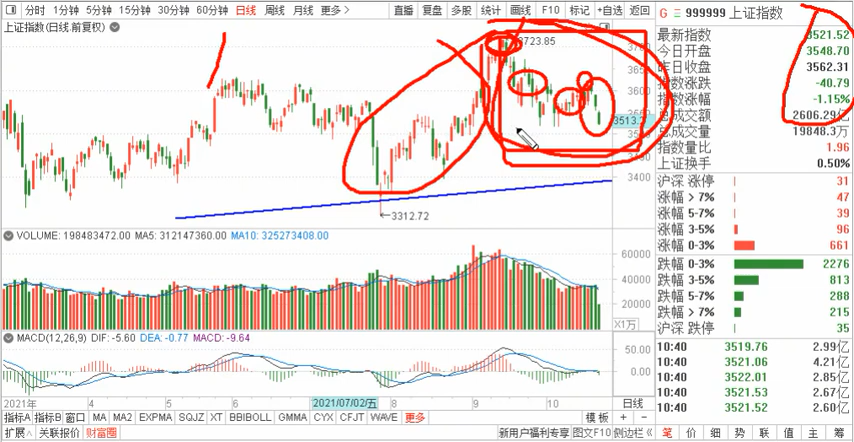 分时 1分钟 5分钟 15分钟 30分钟 60分钟 日线 周线 月线 更多 直播 复盘 多股 统计 画线 F10 标记 +自选 返回
G 999999 上证指数
上证指数(日线.前复权)
最新指数 3521.52
今日开盘 3548.70
昨日收盘 3562.31
指数涨跌 -40.79
指数涨幅 -1.15%
总成交额 2606.29亿
总成交量 19848.3万
指数量比 1.96
上证换手 0.50%
沪深 涨停 31
涨幅 > 7% 47
涨幅 5-7% 39
涨幅 3-5% 96
涨幅 0-3% 661
跌幅 0-3% 2276
跌幅 3-5% 813
跌幅 5-7% 288
跌幅 > 7% 215
沪深 跌停 35
10:40 3519.76 2.99亿
10:40 3521.06 4.21亿
10:40 3522.01 2.85亿
10:40 3521.53 2.67亿
10:40 3521.52 2.60亿
笔 价 细 势 联 值 主 筹
3723.85
3513.2
3400
3312.72
VOLUME: 198483472.00 MA5: 312147360.00 MA10: 325273408.00
60000
40000
20000
X1万
MACD(12,26,9) DIF: -5.60 DEA: -0.77 MACD: -9.64
50.00
0.00
2021年 4 5 6 2021/07/02/五 8 9 10 日线
指标A 指标B 窗口 MA MA2 EXPMA SQJZ XT BBIBOLL GMMA CYX CFJT WAVE 更多 模板 + −
扩展∧ 关联报价 财富圈 新用户福利专享 图文F10 侧边栏《